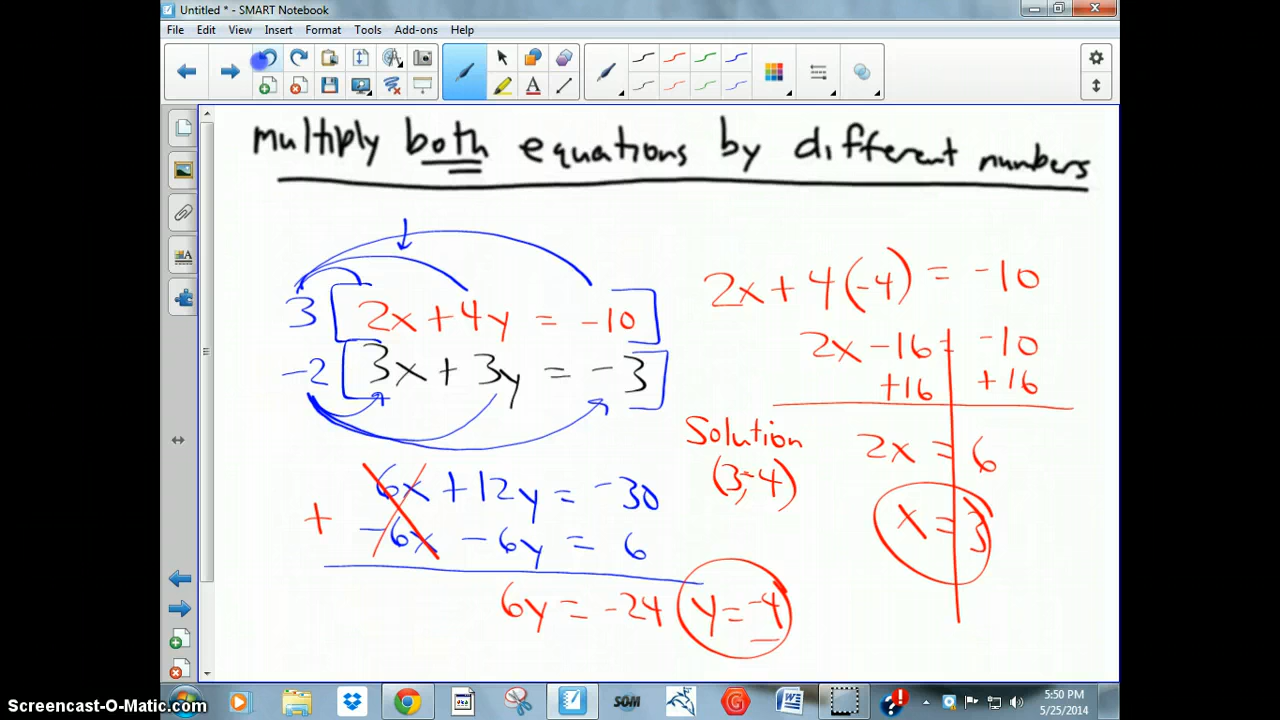 Untitled * - SMART Notebook
File Edit View Insert Format Tools Add-ons Help
multiply both equations by different numbers
3 [2x + 4y = -10]
-2 [3x + 3y = -3]
6x + 12y = -30
+ -6x - 6y = 6
6y = -24 y = -4
2x + 4(-4) = -10
2x - 16 = -10
+16 +16
2x = 6
x = 3
Solution
(3,-4)
SOM
5:50 PM
5/25/2014
Screencast-O-Matic.com